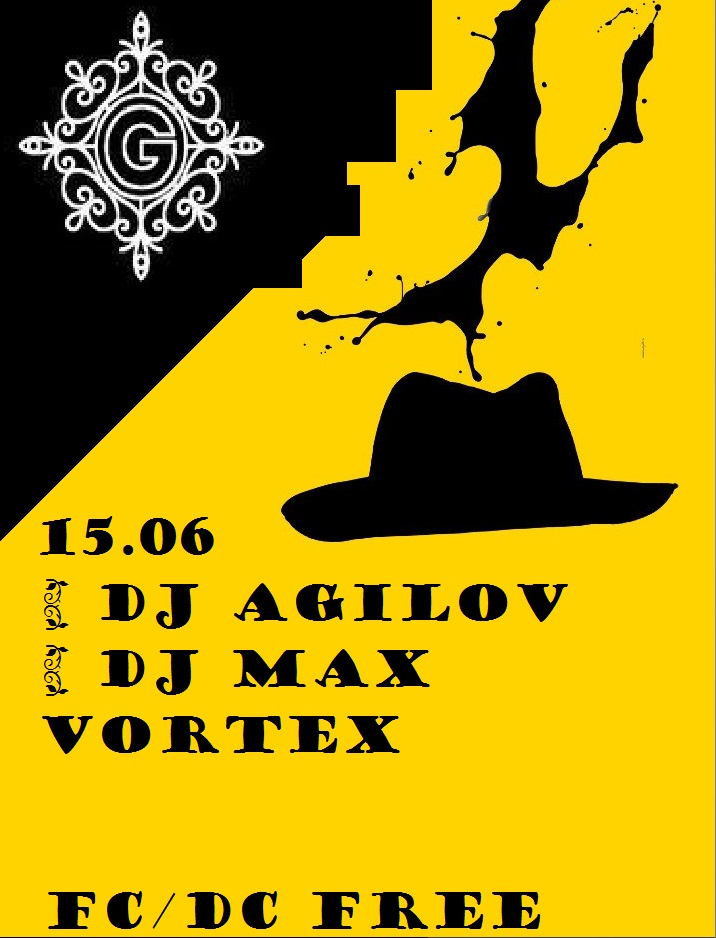 G
15.06
DJ AGILOV
DJ MAX
VORTEX
FC/DC FREE